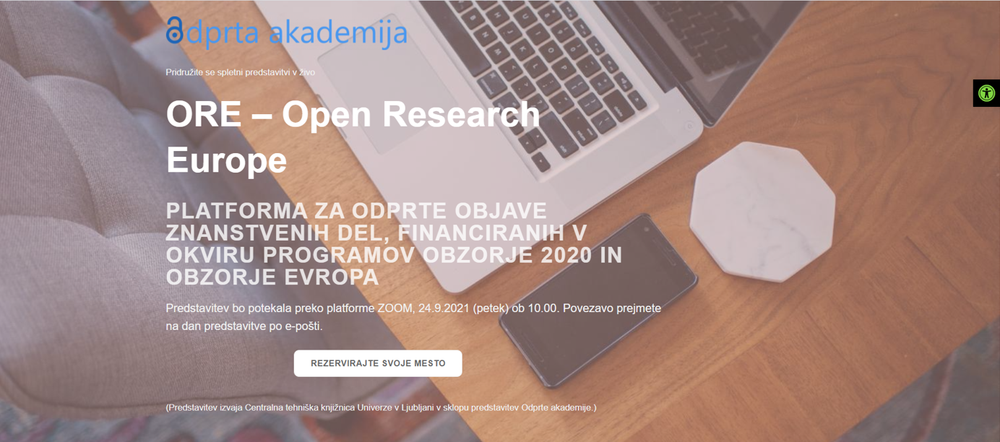 Odprta akademija
Pridružite se spletni predstavitvi v živo
ORE – Open Research
Europe
PLATFORMA ZA ODPRTE OBJAVE
ZNANSTVENIH DEL, FINANCIRANIH V
OKVIRU PROGRAMOV OBZORJE 2020 IN
OBZORJE EVROPA
Predstavitev bo potekala preko platforme ZOOM, 24.9.2021 (petek) ob 10.00. Povezavo prejmete
na dan predstavitve po e-pošti.
REZERVIRAJTE SVOJE MESTO
(Predstavitev izvaja Centralna tehniška knjižnica Univerze v Ljubljani v sklopu predstavitev Odprte akademije.)